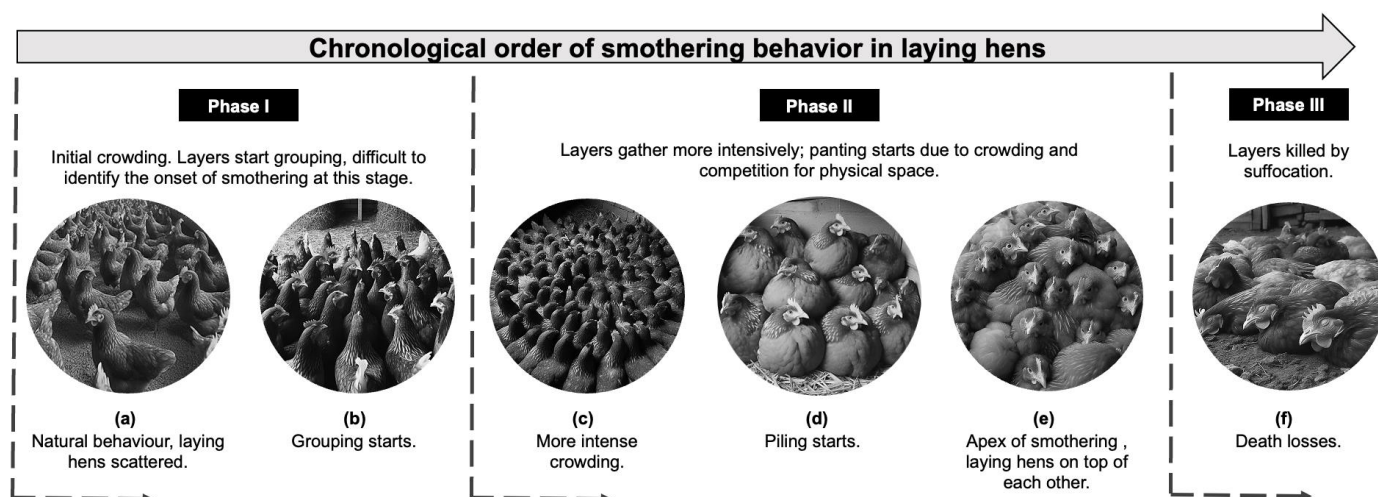 Chronological order of smothering behavior in laying hens
Phase I
Initial crowding. Layers start grouping, difficult to
identify the onset of smothering at this stage.
(a)
Natural behaviour, laying
hens scattered.
(b)
Grouping starts.
Phase II
Layers gather more intensively; panting starts due to crowding and
competition for physical space.
(c)
More intense
crowding.
(d)
Piling starts.
(e)
Apex of smothering ,
laying hens on top of
each other.
Phase III
Layers killed by
suffocation.
(f)
Death losses.